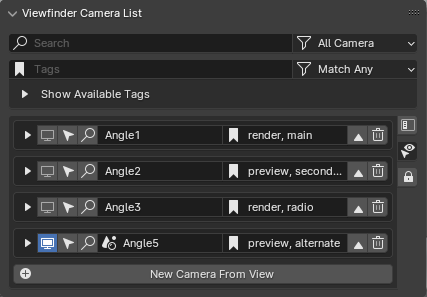 Viewfinder Camera List
Search
All Camera
Tags
Match Any
Show Available Tags
Angle1
render, main
Angle2
preview, second...
Angle3
render, radio
Angle5
preview, alternate
New Camera From View